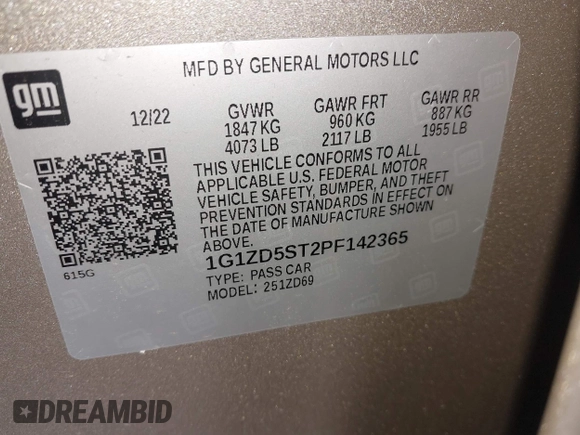 gm
MFD BY GENERAL MOTORS LLC
12/22 GVWR GAWR FRT GAWR RR
1847 KG 960 KG 887 KG
4073 LB 2117 LB 1955 LB
THIS VEHICLE CONFORMS TO ALL
APPLICABLE U.S. FEDERAL MOTOR
VEHICLE SAFETY, BUMPER, AND THEFT
PREVENTION STANDARDS IN EFFECT ON
THE DATE OF MANUFACTURE SHOWN
ABOVE.
615G
1G1ZD5ST2PF142365
TYPE: PASS CAR
MODEL: 251ZD69
DREAMBID